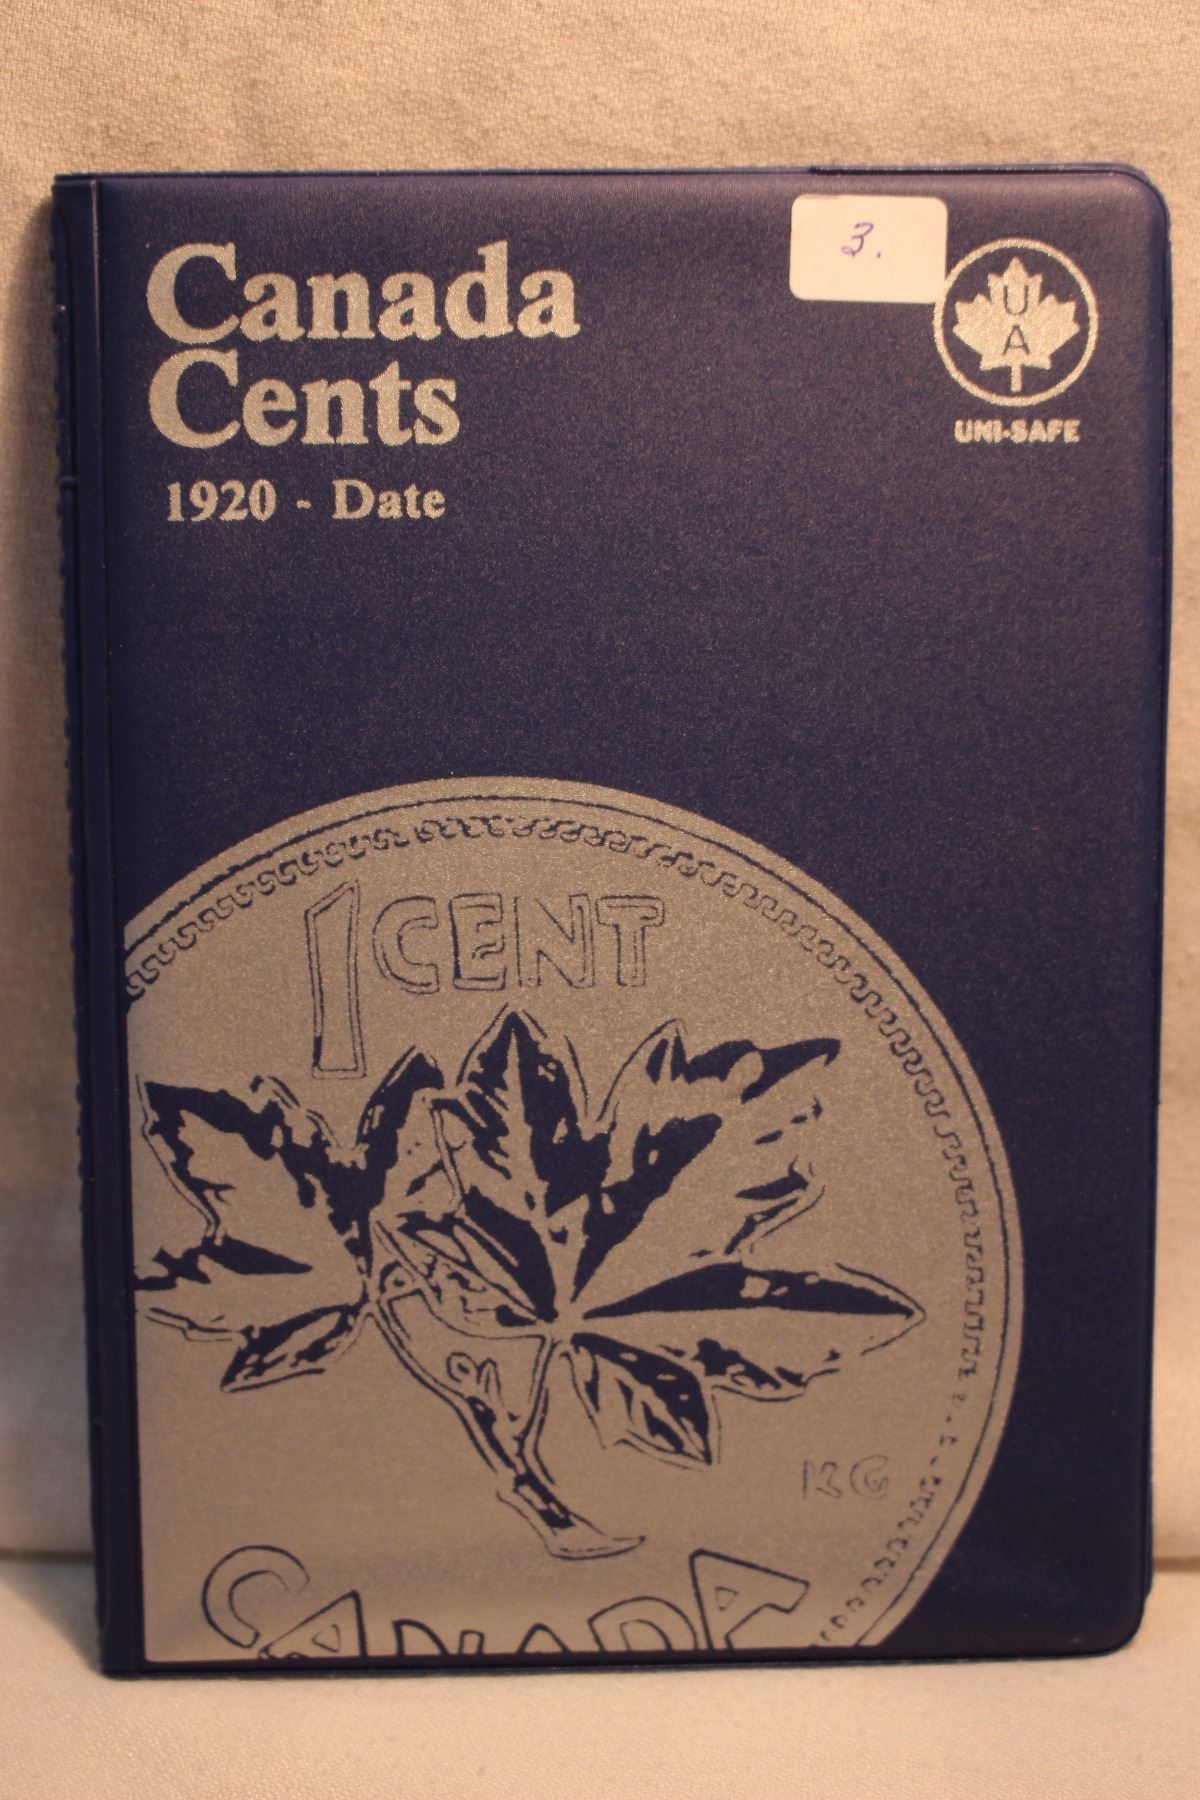 Canada
Cents
1920 - Date
3.
U
A
UNI-SAFE
1 CENT
KG
CANADA